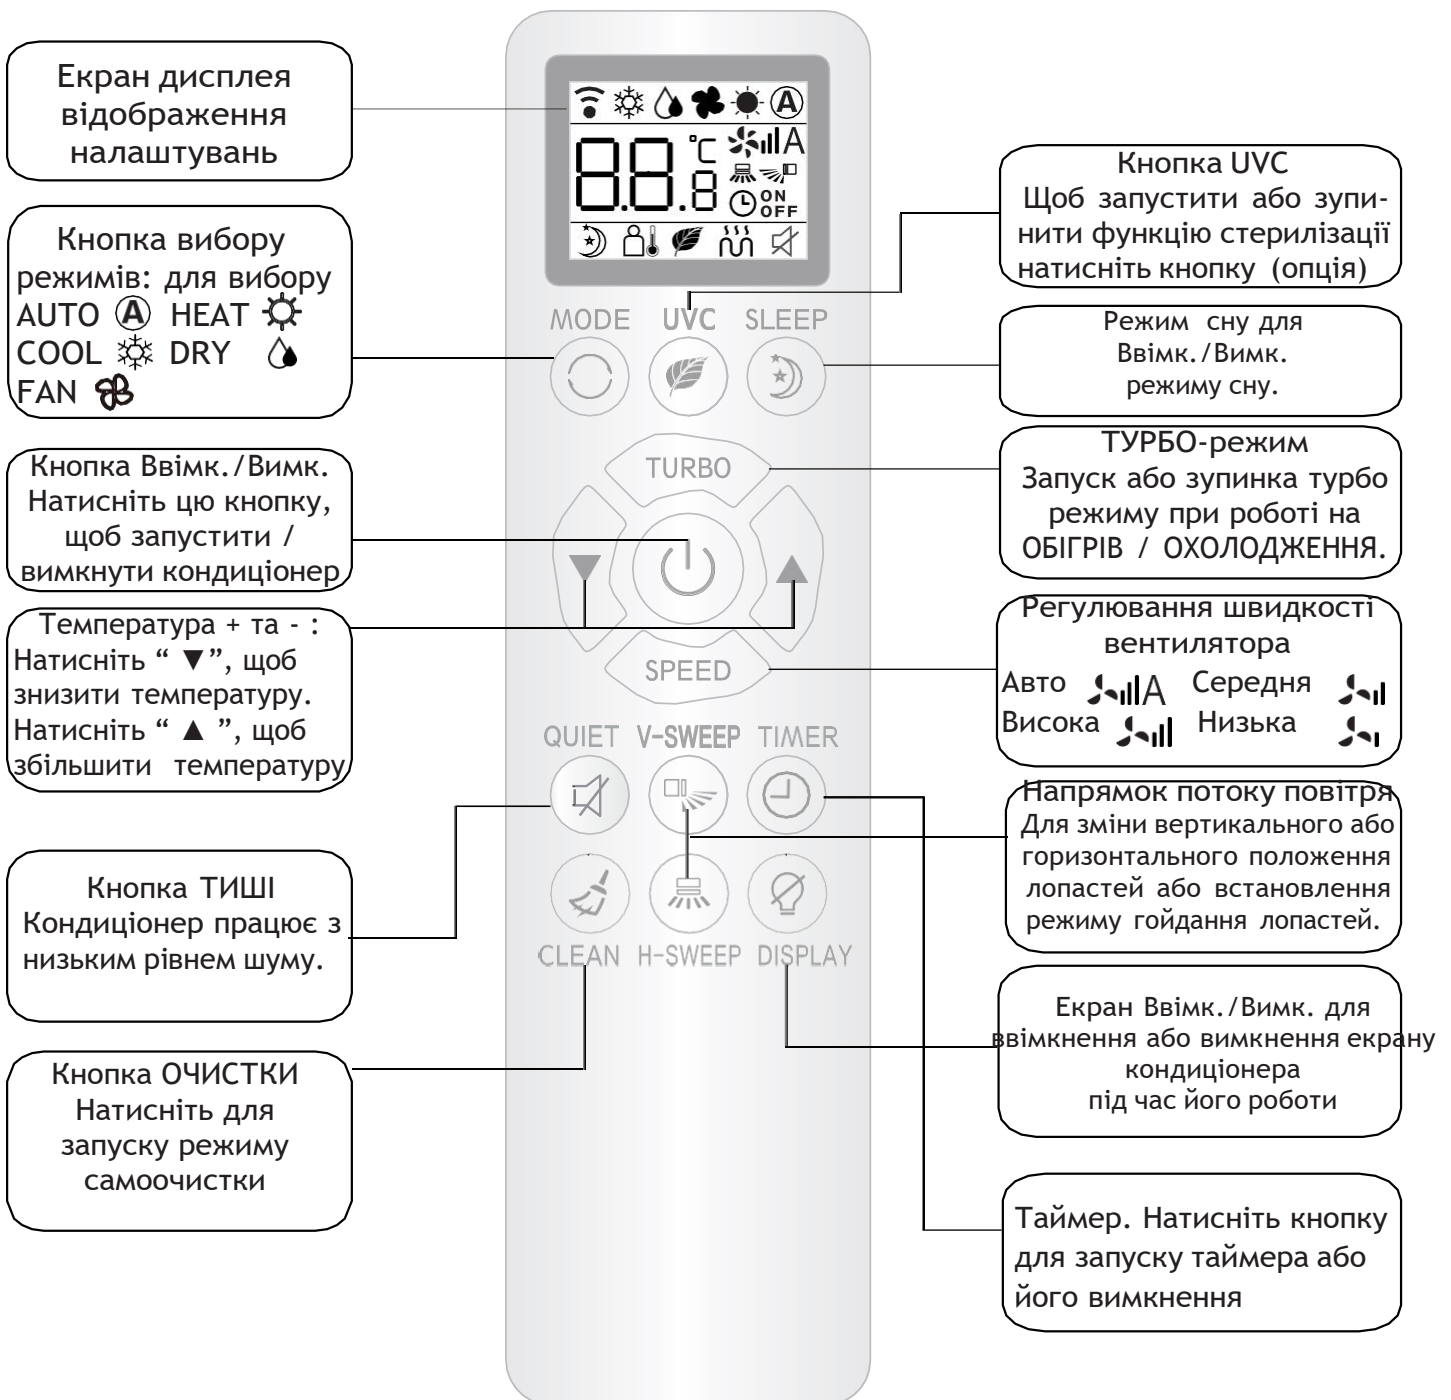 Екран дисплея
відображення
налаштувань
Кнопка вибору
режимів: для вибору
AUTO Ⓐ HEAT
COOL DRY
FAN
Кнопка Ввімк./Вимк.
Натисніть цю кнопку,
щоб запустити /
вимкнути кондиціонер
Температура + та - :
Натисніть “ ▼”, щоб
знизити температуру.
Натисніть “ ▲ ”, щоб
збільшити температуру
Кнопка ТИШІ
Кондиціонер працює з
низьким рівнем шуму.
Кнопка ОЧИСТКИ
Натисніть для
запуску режиму
самоочистки
Ⓐ
88.8 °C A
ON
OFF
MODE UVC SLEEP
TURBO
SPEED
QUIET V-SWEEP TIMER
CLEAN H-SWEEP DISPLAY
Кнопка UVC
Щоб запустити або зупи-
нити функцію стерилізації
натисніть кнопку (опція)
Режим сну для
Ввімк./Вимк.
режиму сну.
ТУРБО-режим
Запуск або зупинка турбо
режиму при роботі на
ОБІГРІВ / ОХОЛОДЖЕННЯ.
Регулювання швидкості
вентилятора
Авто A Середня
Висока Низька
Напрямок потоку повітря
Для зміни вертикального або
горизонтального положення
лопастей або встановлення
режиму гойдання лопастей.
Екран Ввімк./Вимк. для
ввімкнення або вимкнення екрану
кондиціонера
під час його роботи
Таймер. Натисніть кнопку
для запуску таймера або
його вимкнення